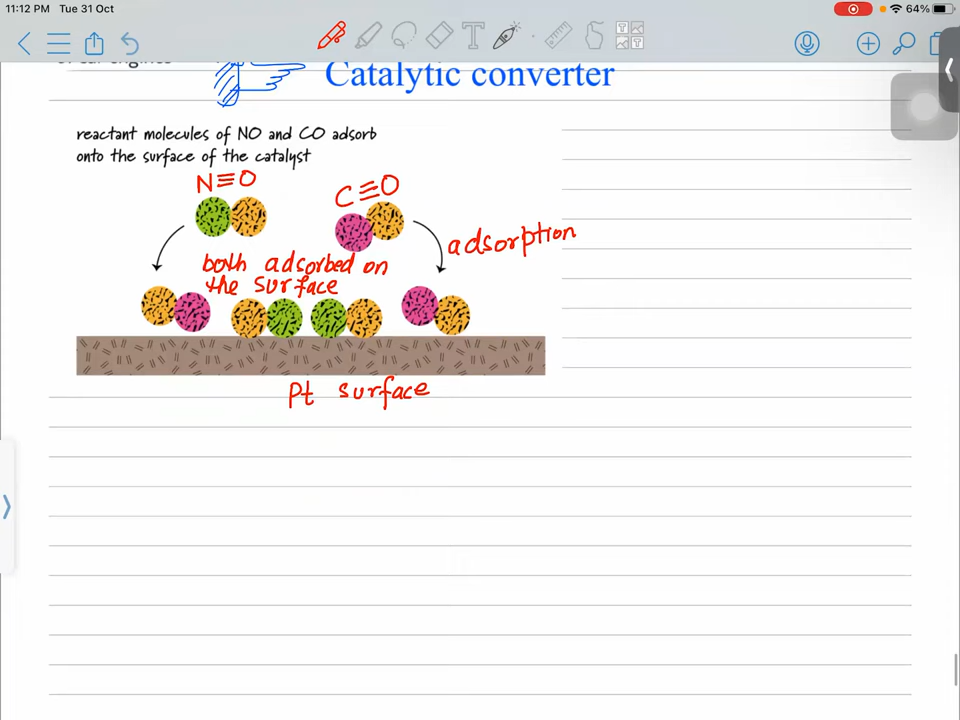 11:12 PM Tue 31 Oct
64%
Catalytic converter
reactant molecules of NO and CO adsorb
onto the surface of the catalyst
N≡O
C≡O
adsorption
both adsorbed on
the surface
Pt surface